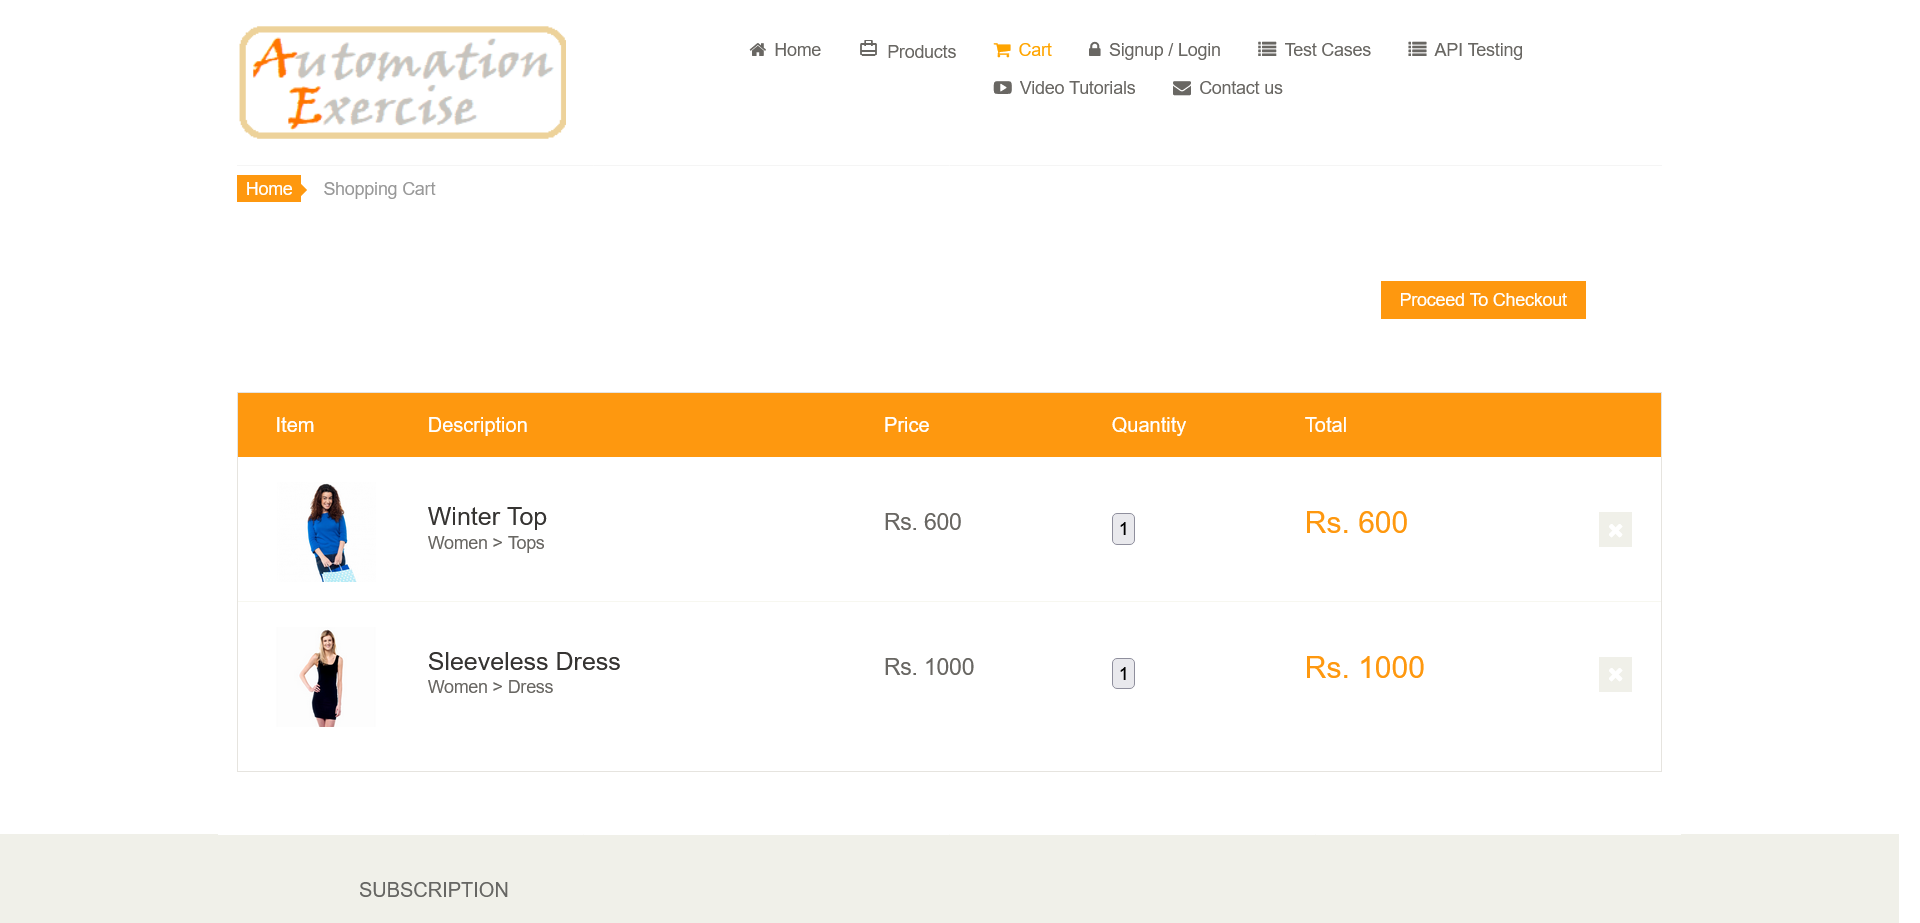 Automation
Exercise
Home Products Cart Signup / Login Test Cases API Testing
Video Tutorials Contact us
Home Shopping Cart
Proceed To Checkout
Item Description Price Quantity Total
Winter Top
Women > Tops
Rs. 600 1 Rs. 600
Sleeveless Dress
Women > Dress
Rs. 1000 1 Rs. 1000
SUBSCRIPTION